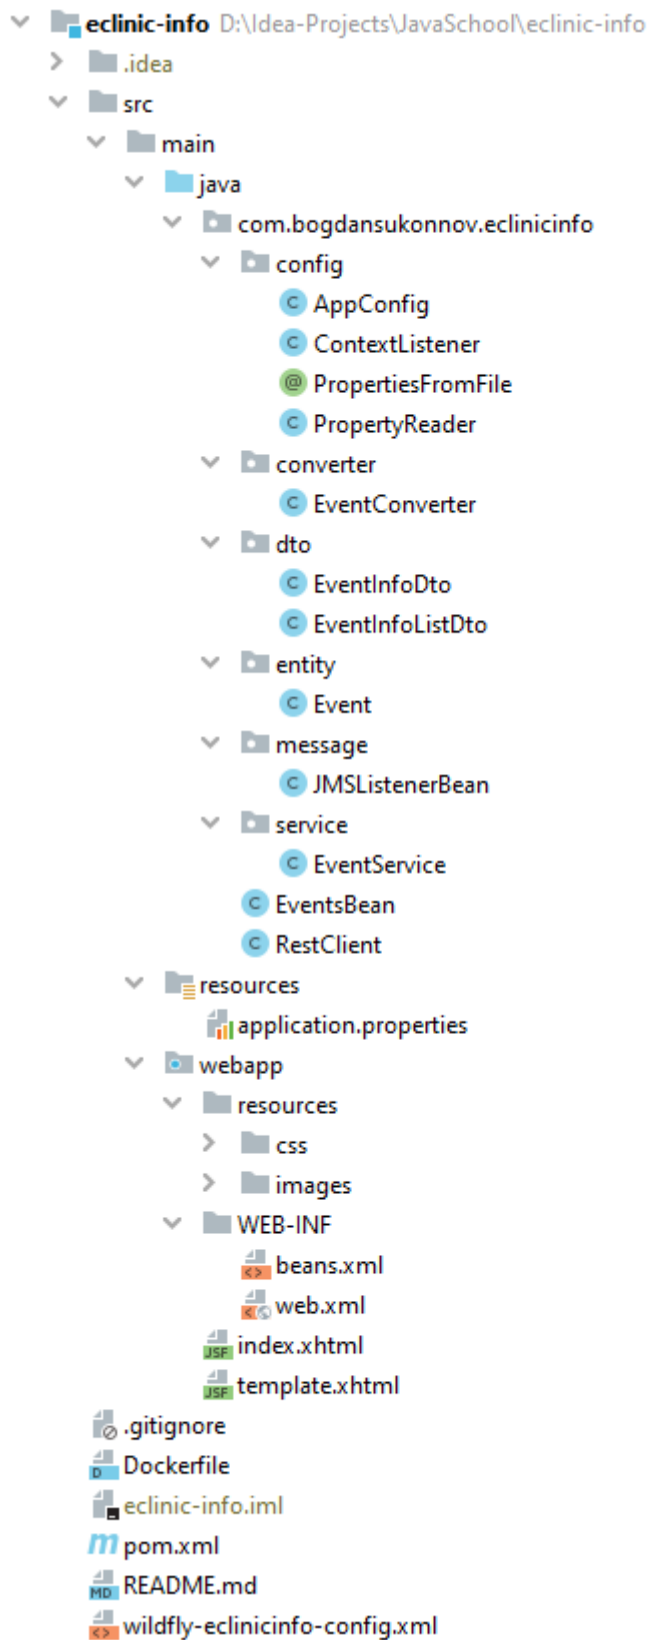 eclinic-info D:\Idea-Projects\JavaSchool\eclinic-info
.idea
src
main
java
com.bogdansukonnov.eclinicinfo
config
C AppConfig
C ContextListener
@ PropertiesFromFile
C PropertyReader
converter
C EventConverter
dto
C EventInfoDto
C EventInfoListDto
entity
C Event
message
C JMSListenerBean
service
C EventService
C EventsBean
C RestClient
resources
application.properties
webapp
resources
css
images
WEB-INF
<> beans.xml
< web.xml
JSF index.xhtml
JSF template.xhtml
.gitignore
D Dockerfile
eclinic-info.iml
m pom.xml
MD README.md
<> wildfly-eclinicinfo-config.xml